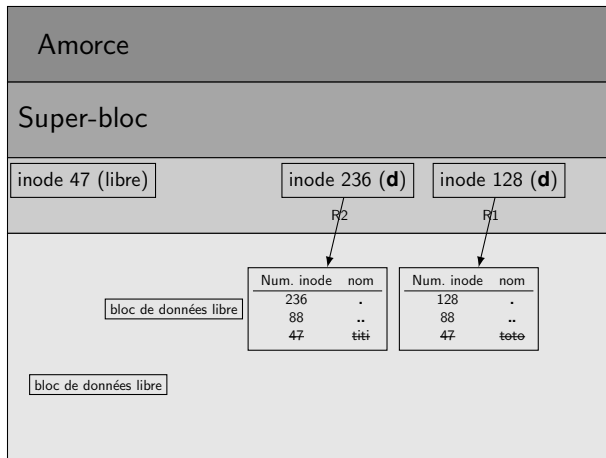 Amorce
Super-bloc
inode 47 (libre)
inode 236 (d)
inode 128 (d)
R2
R1
Num. inode nom
236 .
88 ..
47 titi
Num. inode nom
128 .
88 ..
47 toto
bloc de données libre
bloc de données libre